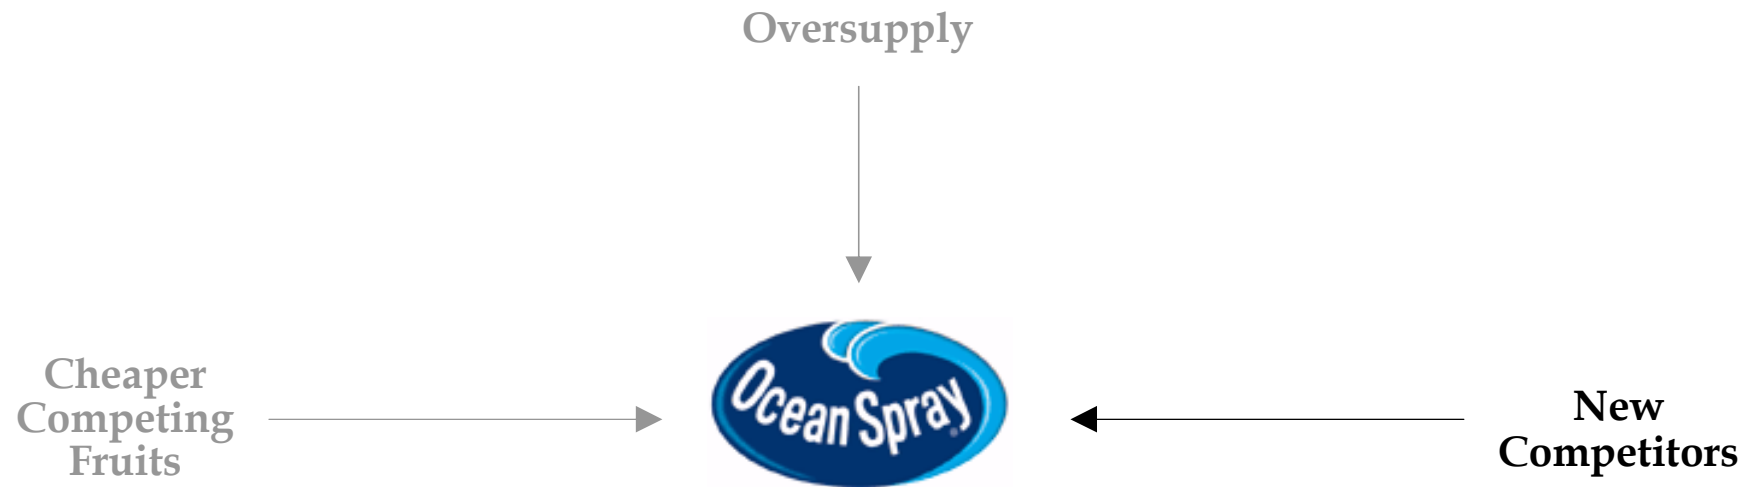 Oversupply
Cheaper
Competing
Fruits
Ocean Spray
New
Competitors